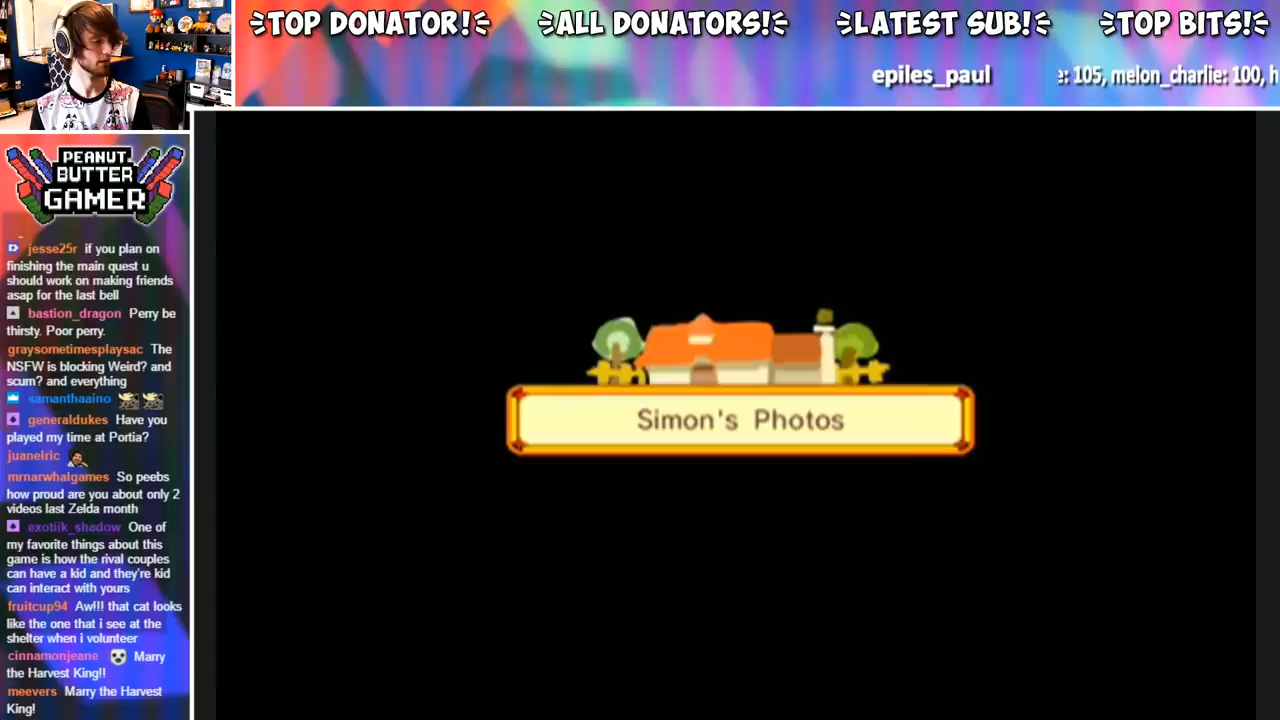 TOP DONATOR!
ALL DONATORS!
LATEST SUB!
TOP BITS!
epiles_paul
: 105, melon_charlie: 100, h
PEANUT
BUTTER
GAMER
jesse25r if you plan on
finishing the main quest u
should work on making friends
asap for the last bell
bastion_dragon Perry be
thirsty. Poor perry.
graysometimesplaysac The
NSFW is blocking Weird? and
scum? and everything
samanthaaino
generaldukes Have you
played my time at Portia?
juanelric
mrnarwhalgames So peebs
how proud are you about only 2
videos last Zelda month
exotiik_shadow One of
my favorite things about this
game is how the rival couples
can have a kid and they're kid
can interact with yours
fruitcup94 Aw!!! that cat looks
like the one that i see at the
shelter when i volunteer
cinnamonjeane Marry
the Harvest King!!
meevers Marry the Harvest
King!
Simon's Photos